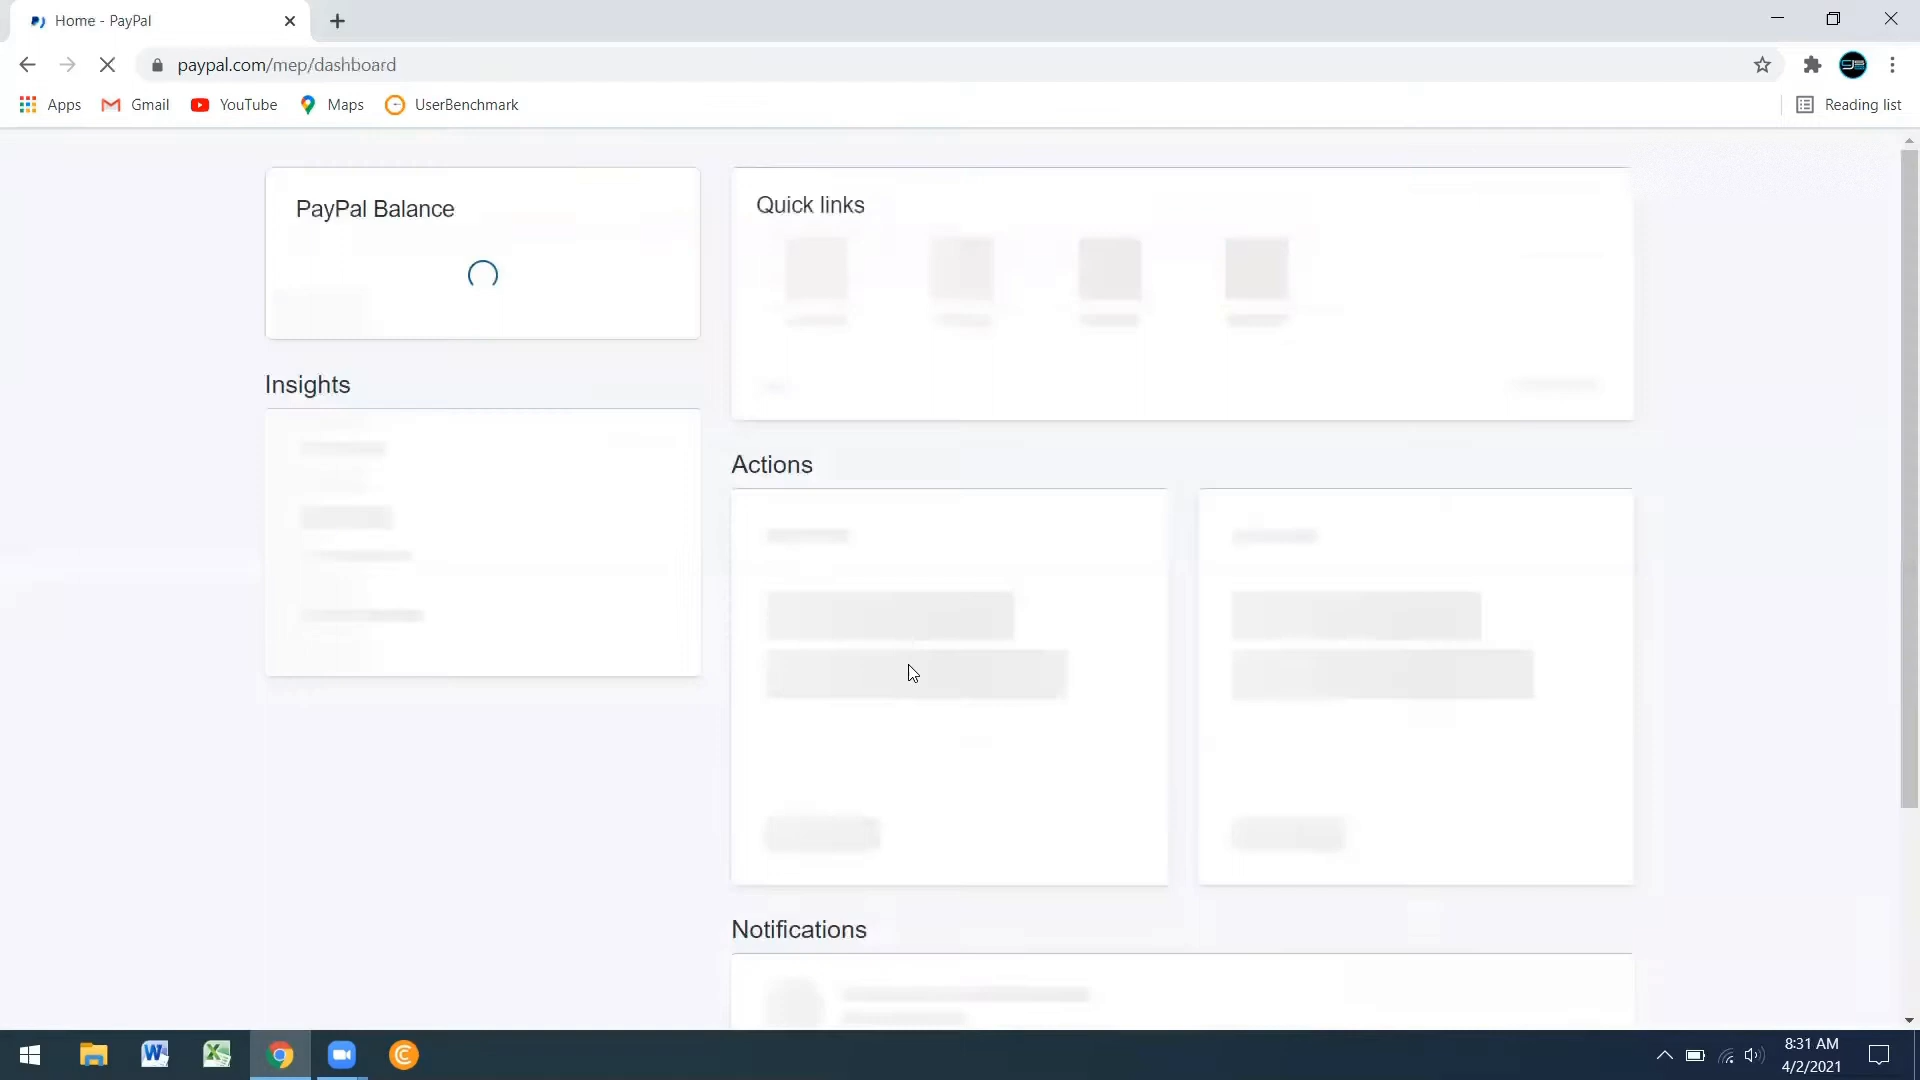 Home - PayPal
paypal.com/mep/dashboard
Apps
Gmail
YouTube
Maps
UserBenchmark
Reading list
PayPal Balance
Quick links
Insights
Actions
Notifications
8:31 AM
4/2/2021